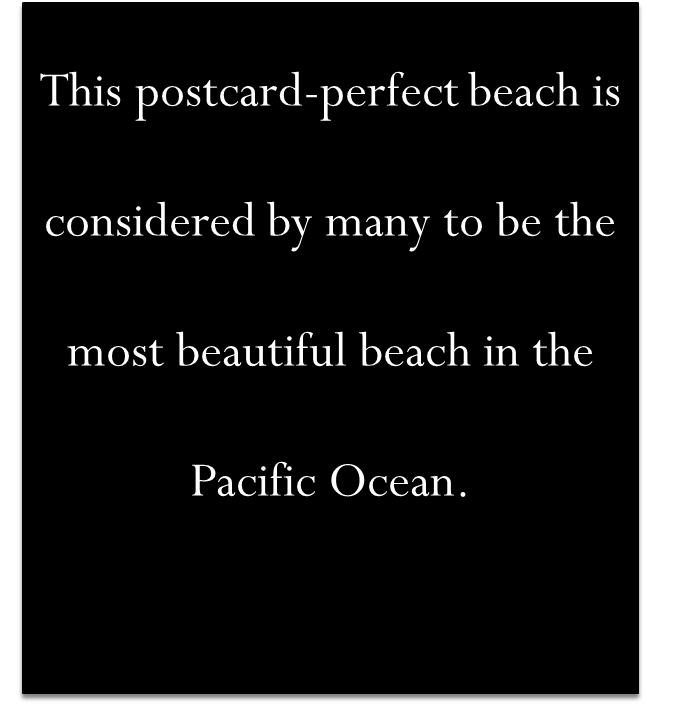 This postcard-perfect beach is
considered by many to be the
most beautiful beach in the
Pacific Ocean.